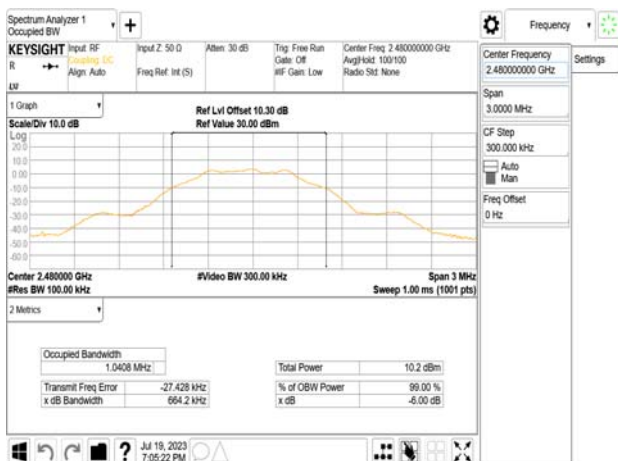 Spectrum Analyzer 1
Occupied BW
Frequency
KEYSIGHT Input: RF Input Z: 50 Ω Atten: 30 dB Trig: Free Run Center Freq: 2.480000000 GHz
R Coupling: DC Gate: Off Avg|Hold: 100/100
Align: Auto Freq Ref: Int (S) #IF Gain: Low Radio Std: None
LXI
Center Frequency
2.480000000 GHz
Settings
Span
3.0000 MHz
CF Step
300.000 kHz
Auto
Man
Freq Offset
0 Hz
1 Graph
Ref Lvl Offset 10.30 dB
Scale/Div 10.0 dB Ref Value 30.00 dBm
Log
20.0
10.0
0.00
-10.0
-20.0
-30.0
-40.0
-50.0
-60.0
Center 2.480000 GHz #Video BW 300.00 kHz Span 3 MHz
#Res BW 100.00 kHz Sweep 1.00 ms (1001 pts)
2 Metrics
Occupied Bandwidth
1.0408 MHz Total Power 10.2 dBm
Transmit Freq Error -27.428 kHz % of OBW Power 99.00 %
x dB Bandwidth 664.2 kHz x dB -6.00 dB
? Jul 19, 2023
7:05:22 PM